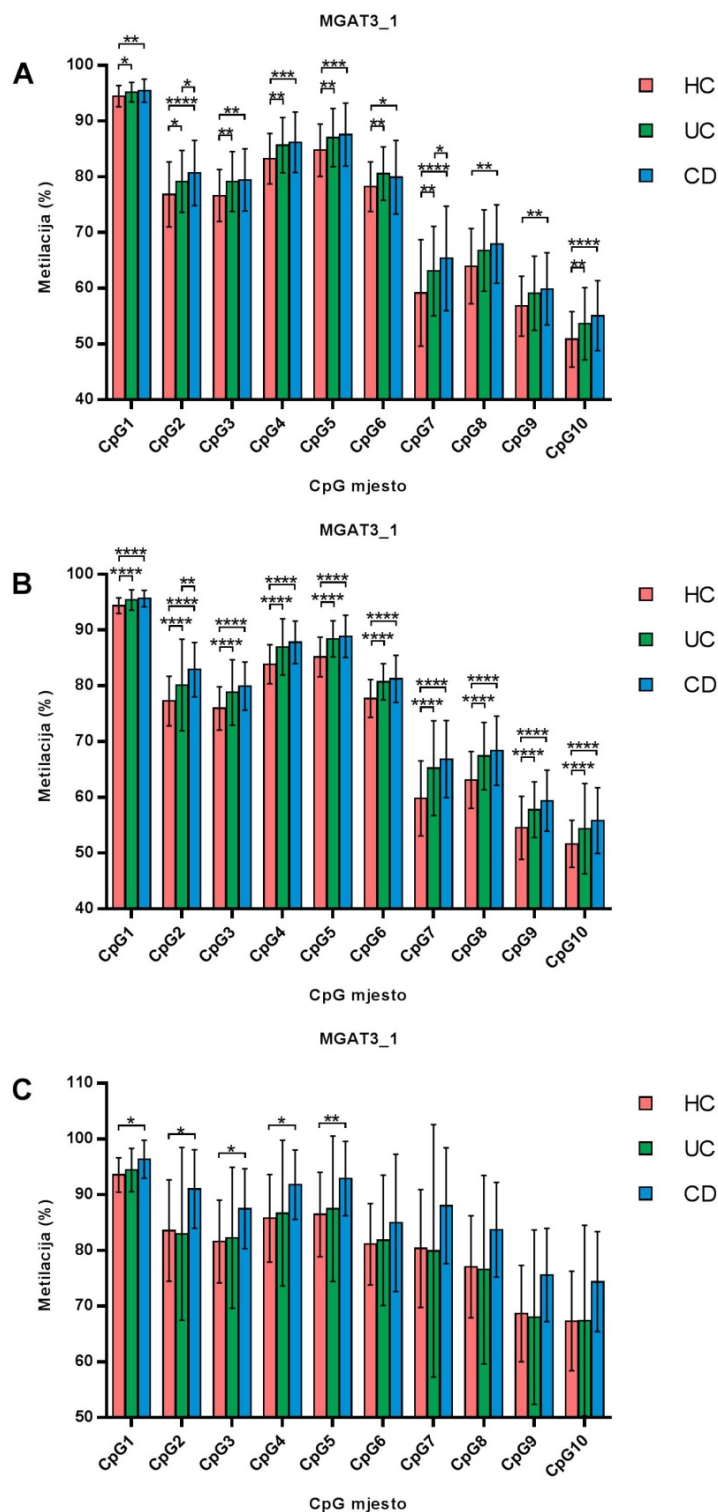 MGAT3_1
A
** * * **** * ** ** *** ** *** ** * ** * **** ** ** ** **** **
HC
UC
CD
Metilacija (%)
100
90
80
70
60
50
40
CpG1 CpG2 CpG3 CpG4 CpG5 CpG6 CpG7 CpG8 CpG9 CpG10
CpG mjesto
MGAT3_1
B
**** **** ** **** **** **** **** **** **** **** **** **** **** **** **** **** **** **** **** **** ****
HC
UC
CD
Metilacija (%)
100
90
80
70
60
50
40
CpG1 CpG2 CpG3 CpG4 CpG5 CpG6 CpG7 CpG8 CpG9 CpG10
CpG mjesto
MGAT3_1
C
* * * * **
HC
UC
CD
Metilacija (%)
110
100
90
80
70
60
50
CpG1 CpG2 CpG3 CpG4 CpG5 CpG6 CpG7 CpG8 CpG9 CpG10
CpG mjesto